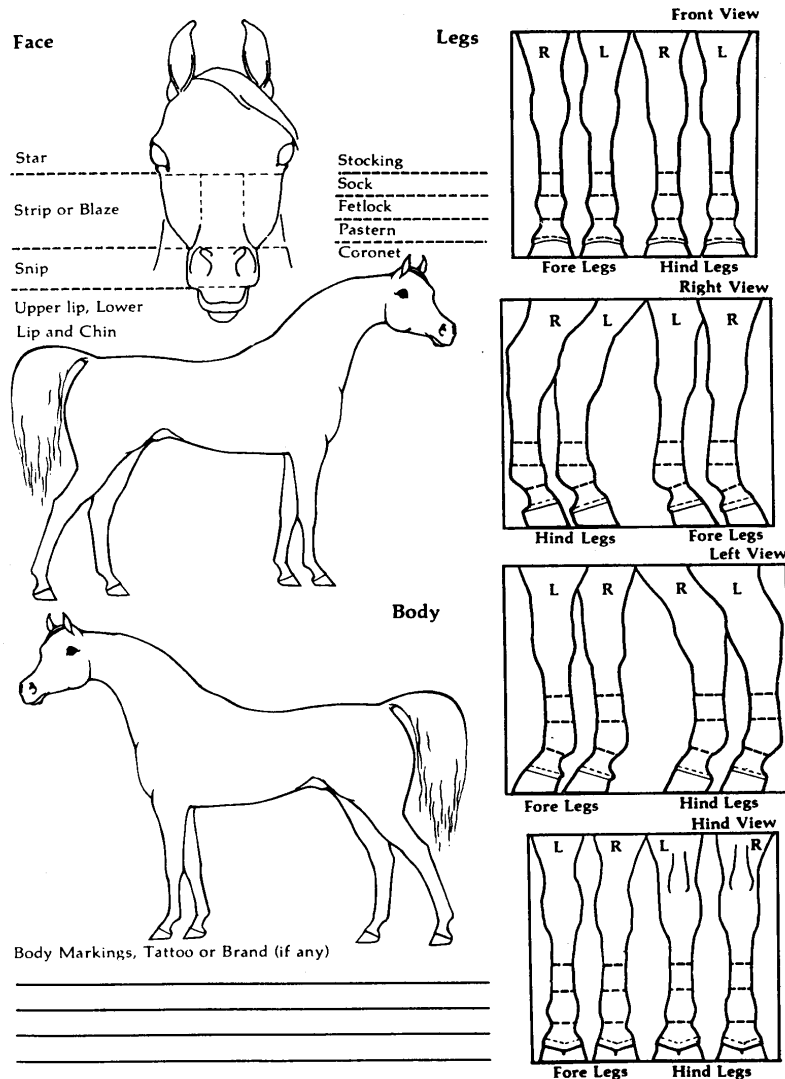 Face
Star
Strip or Blaze
Snip
Upper lip, Lower
Lip and Chin
Legs
Stocking
Sock
Fetlock
Pastern
Coronet
Front View
R L R L
Fore Legs Hind Legs
Right View
R L L R
Hind Legs Fore Legs
Left View
L R R L
Fore Legs Hind Legs
Hind View
L R L R
Fore Legs Hind Legs
Body
Body Markings, Tattoo or Brand (if any)